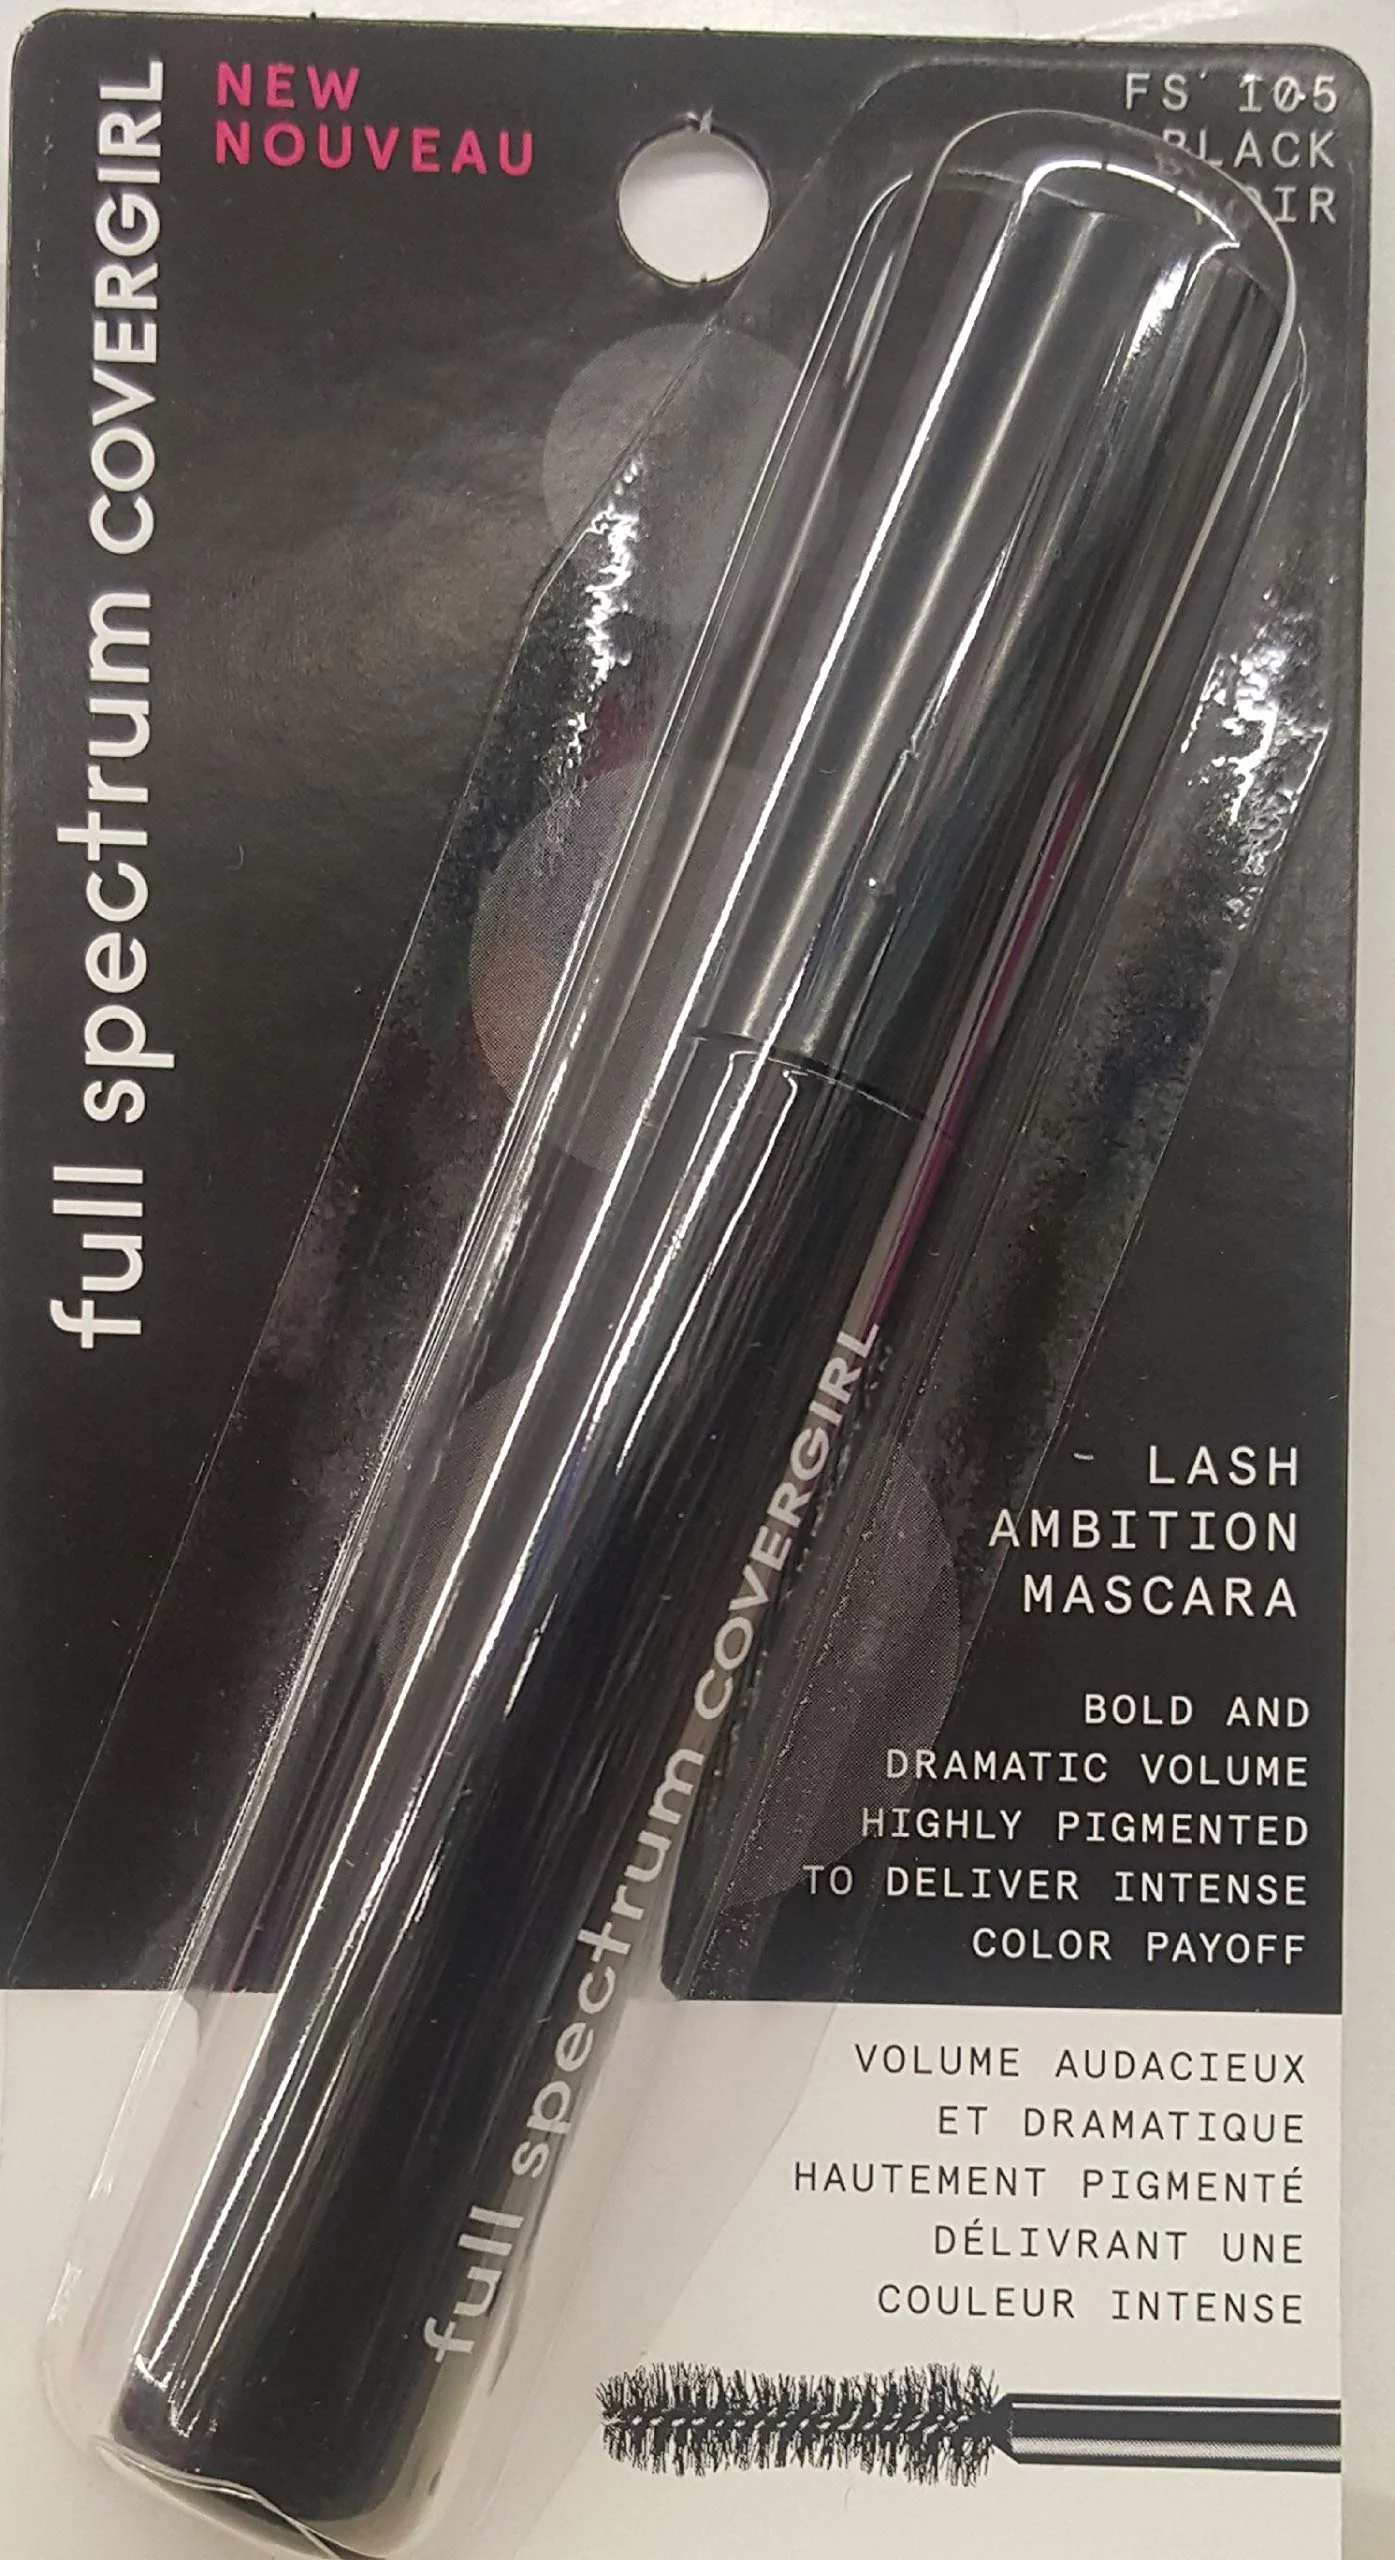 NEW
NOUVEAU
FS 105
BLACK
NOIR
full spectrum COVERGIRL
full spectrum COVERGIRL
LASH
AMBITION
MASCARA
BOLD AND
DRAMATIC VOLUME
HIGHLY PIGMENTED
TO DELIVER INTENSE
COLOR PAYOFF
VOLUME AUDACIEUX
ET DRAMATIQUE
HAUTEMENT PIGMENTÉ
DÉLIVRANT UNE
COULEUR INTENSE